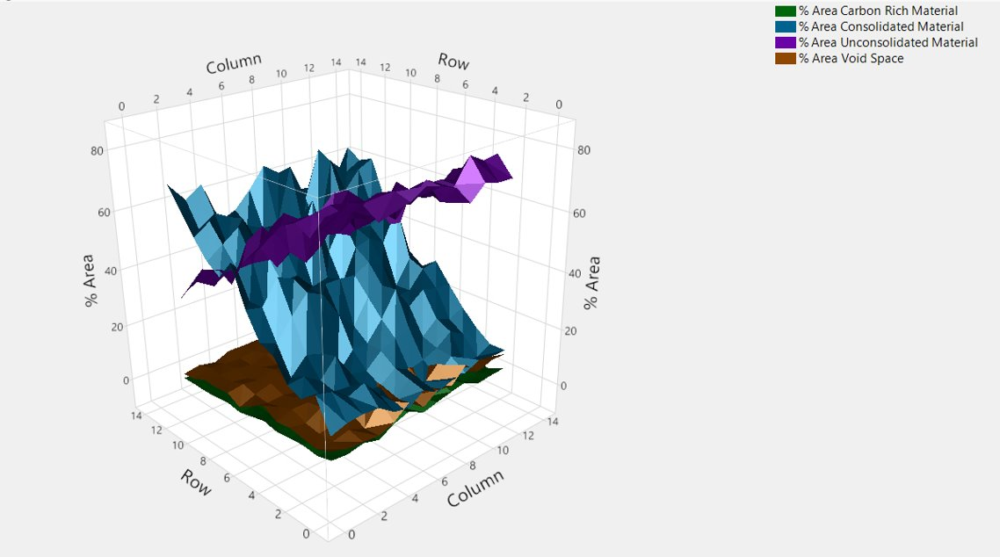 % Area Carbon Rich Material
% Area Consolidated Material
% Area Unconsolidated Material
% Area Void Space
Column
Row
0 2 4 6 8 10 12 14
14 12 10 8 6 4 2 0
80
60
40
20
0
% Area
80
60
40
20
0
% Area
14
12
10
8
6
4
2
0
Row
0
2
4
6
8
10
12
14
Column